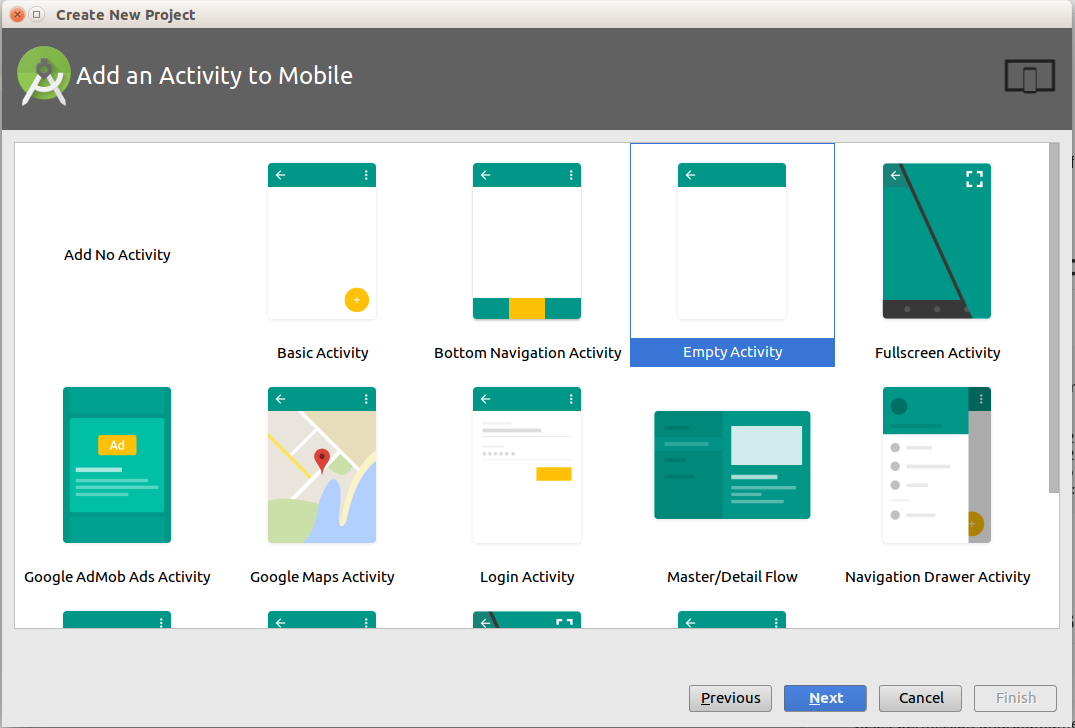 Create New Project
Add an Activity to Mobile
Add No Activity
Basic Activity
Bottom Navigation Activity
Empty Activity
Fullscreen Activity
Ad
Google AdMob Ads Activity
Google Maps Activity
Login Activity
Master/Detail Flow
Navigation Drawer Activity
Previous
Next
Cancel
Finish